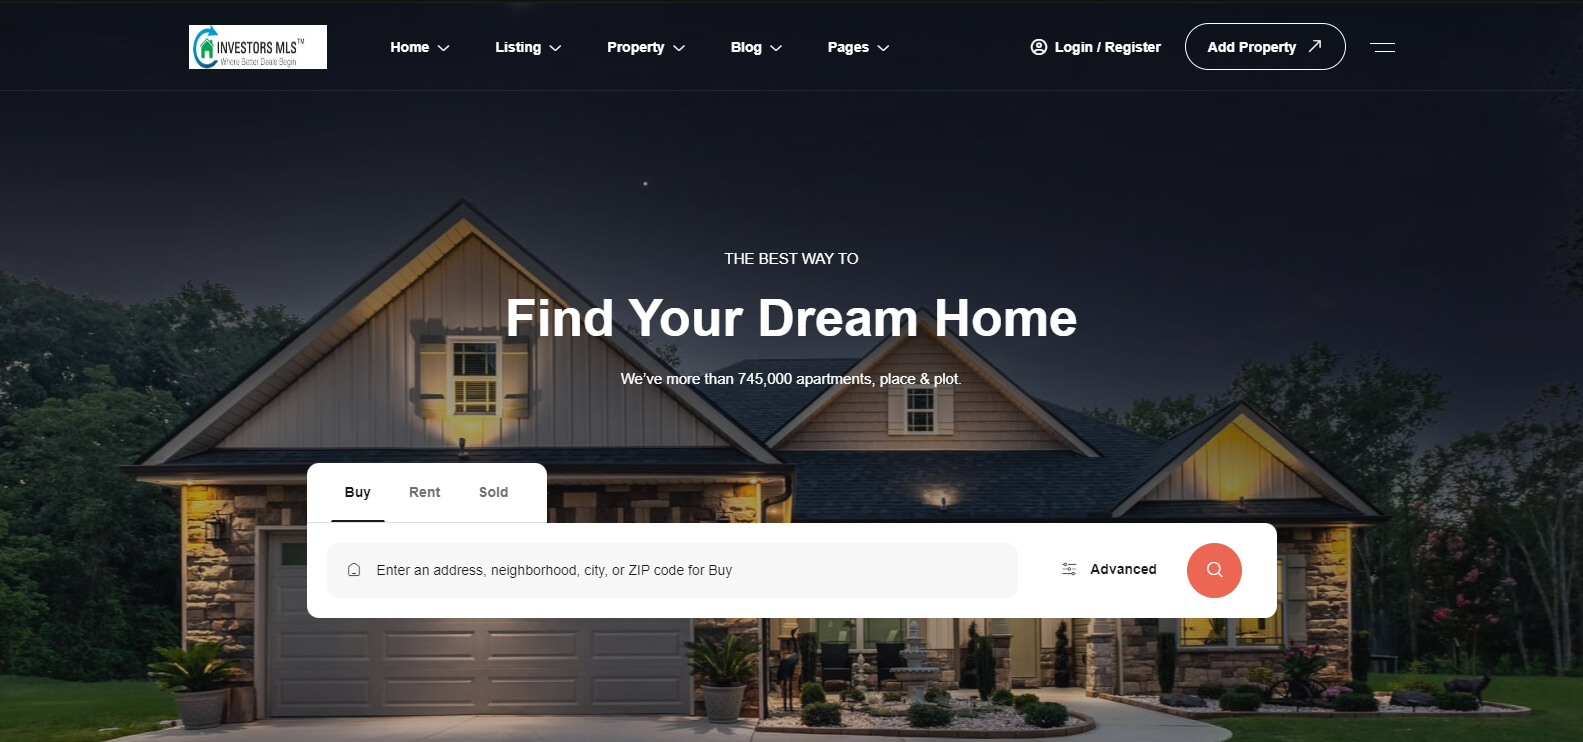 INVESTORS MLS™
Where Better Deals Begin
Home
Listing
Property
Blog
Pages
Login / Register
Add Property
THE BEST WAY TO
Find Your Dream Home
We’ve more than 745,000 apartments, place & plot.
Buy
Rent
Sold
Enter an address, neighborhood, city, or ZIP code for Buy
Advanced